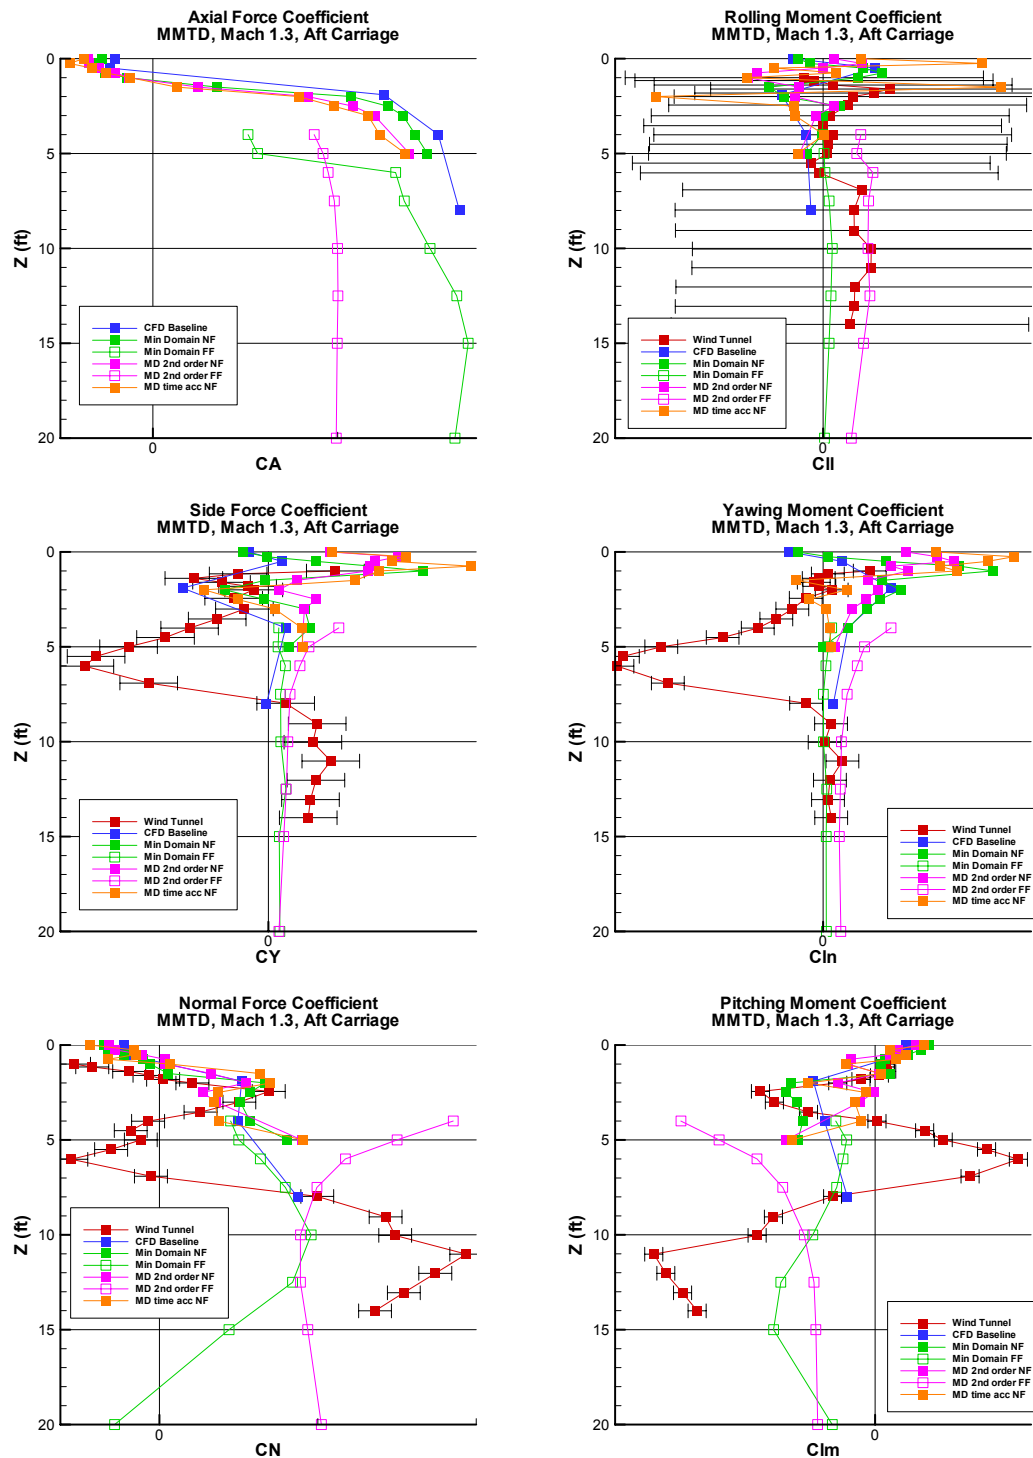 Axial Force Coefficient
MMTD, Mach 1.3, Aft Carriage
0
5
10
15
20
Z (ft)
CFD Baseline
Min Domain NF
Min Domain FF
MD 2nd order NF
MD 2nd order FF
MD time acc NF
0
CA
Rolling Moment Coefficient
MMTD, Mach 1.3, Aft Carriage
0
5
10
15
20
Z (ft)
Wind Tunnel
CFD Baseline
Min Domain NF
Min Domain FF
MD 2nd order NF
MD 2nd order FF
MD time acc NF
0
Cll
Side Force Coefficient
MMTD, Mach 1.3, Aft Carriage
0
5
10
15
20
Z (ft)
Wind Tunnel
CFD Baseline
Min Domain NF
Min Domain FF
MD 2nd order NF
MD 2nd order FF
MD time acc NF
0
CY
Yawing Moment Coefficient
MMTD, Mach 1.3, Aft Carriage
0
5
10
15
20
Z (ft)
Wind Tunnel
CFD Baseline
Min Domain NF
Min Domain FF
MD 2nd order NF
MD 2nd order FF
MD time acc NF
0
Cln
Normal Force Coefficient
MMTD, Mach 1.3, Aft Carriage
0
5
10
15
20
Z (ft)
Wind Tunnel
CFD Baseline
Min Domain NF
Min Domain FF
MD 2nd order NF
MD 2nd order FF
MD time acc NF
0
CN
Pitching Moment Coefficient
MMTD, Mach 1.3, Aft Carriage
0
5
10
15
20
Z (ft)
Wind Tunnel
CFD Baseline
Min Domain NF
Min Domain FF
MD 2nd order NF
MD 2nd order FF
MD time acc NF
0
Clm